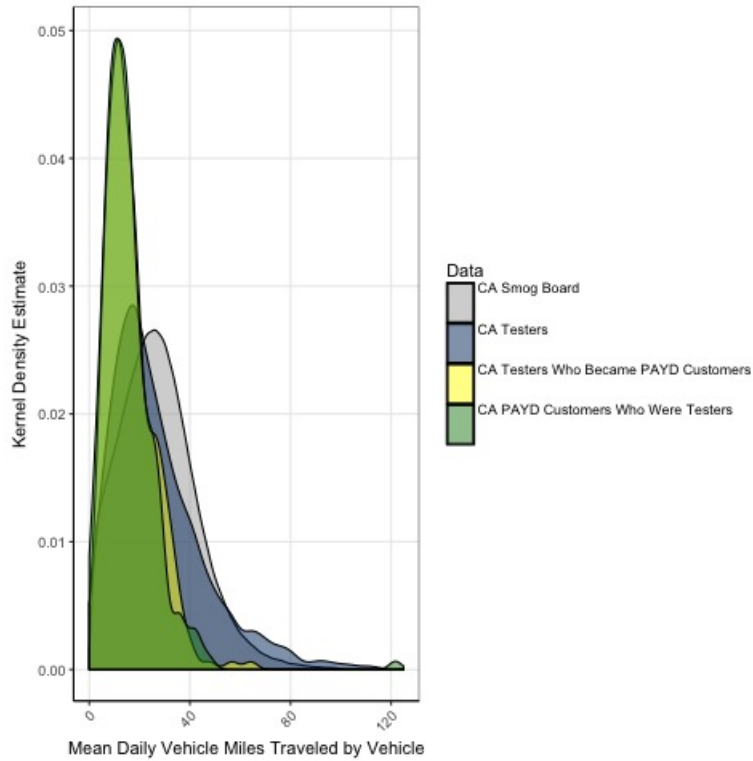 0.05
0.04
0.03
0.02
0.01
0.00
Kernel Density Estimate
0
40
80
120
Mean Daily Vehicle Miles Traveled by Vehicle
Data
CA Smog Board
CA Testers
CA Testers Who Became PAYD Customers
CA PAYD Customers Who Were Testers